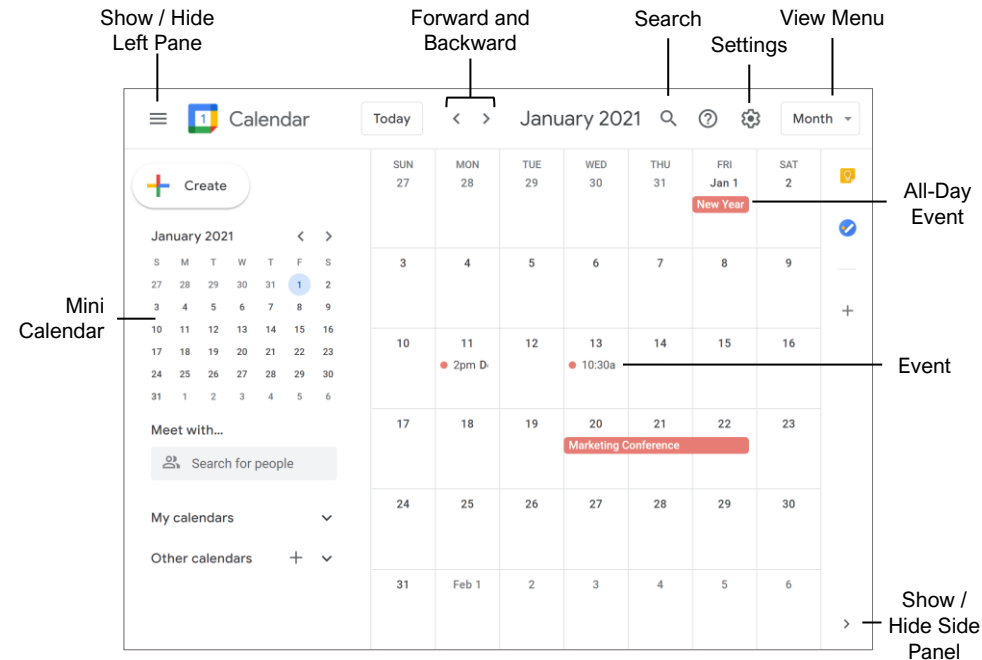 Show / Hide
Left Pane
Forward and
Backward
Search
Settings
View Menu
1 Calendar
Today
January 2021
Month
Create
January 2021
S M T W T F S
27 28 29 30 31 1 2
3 4 5 6 7 8 9
10 11 12 13 14 15 16
17 18 19 20 21 22 23
24 25 26 27 28 29 30
31 1 2 3 4 5 6
Mini
Calendar
Meet with...
Search for people
My calendars
Other calendars
SUN MON TUE WED THU FRI SAT
27 28 29 30 31 Jan 1 2
New Year
3 4 5 6 7 8 9
10 11 12 13 14 15 16
2pm 10:30a
17 18 19 20 21 22 23
Marketing Conference
24 25 26 27 28 29 30
31 Feb 1 2 3 4 5 6
All-Day
Event
Event
Show /
Hide Side
Panel